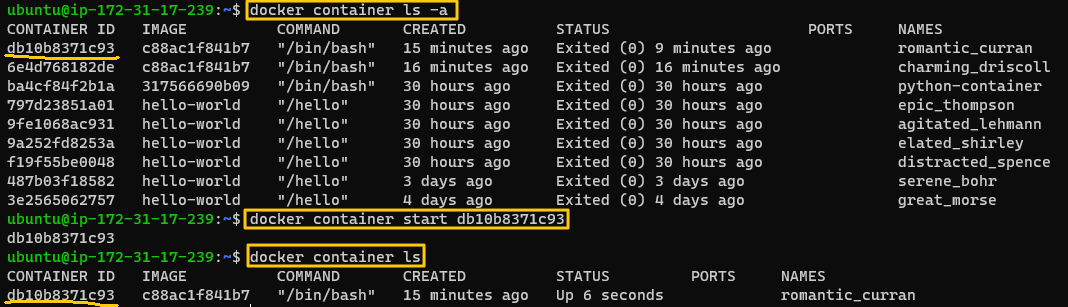 ubuntu@ip-172-31-17-239:~$ docker container ls -a
CONTAINER ID   IMAGE          COMMAND       CREATED          STATUS                      PORTS     NAMES
db10b8371c93   c88ac1f841b7   "/bin/bash"   15 minutes ago   Exited (0) 9 minutes ago              romantic_curran
6e4d768182de   c88ac1f841b7   "/bin/bash"   16 minutes ago   Exited (0) 16 minutes ago             charming_driscoll
ba4cf84f2b1a   317566690b09   "/bin/bash"   30 hours ago     Exited (0) 30 hours ago               python-container
797d23851a01   hello-world    "/hello"      30 hours ago     Exited (0) 30 hours ago               epic_thompson
9fe1068ac931   hello-world    "/hello"      30 hours ago     Exited (0) 30 hours ago               agitated_lehmann
9a252fd8253a   hello-world    "/hello"      30 hours ago     Exited (0) 30 hours ago               elated_shirley
f19f55be0048   hello-world    "/hello"      30 hours ago     Exited (0) 30 hours ago               distracted_spence
487b03f18582   hello-world    "/hello"      3 days ago       Exited (0) 3 days ago                 serene_bohr
3e2565062757   hello-world    "/hello"      4 days ago       Exited (0) 4 days ago                 great_morse
ubuntu@ip-172-31-17-239:~$ docker container start db10b8371c93
db10b8371c93
ubuntu@ip-172-31-17-239:~$ docker container ls
CONTAINER ID   IMAGE          COMMAND       CREATED          STATUS         PORTS     NAMES
db10b8371c93   c88ac1f841b7   "/bin/bash"   15 minutes ago   Up 6 seconds             romantic_curran